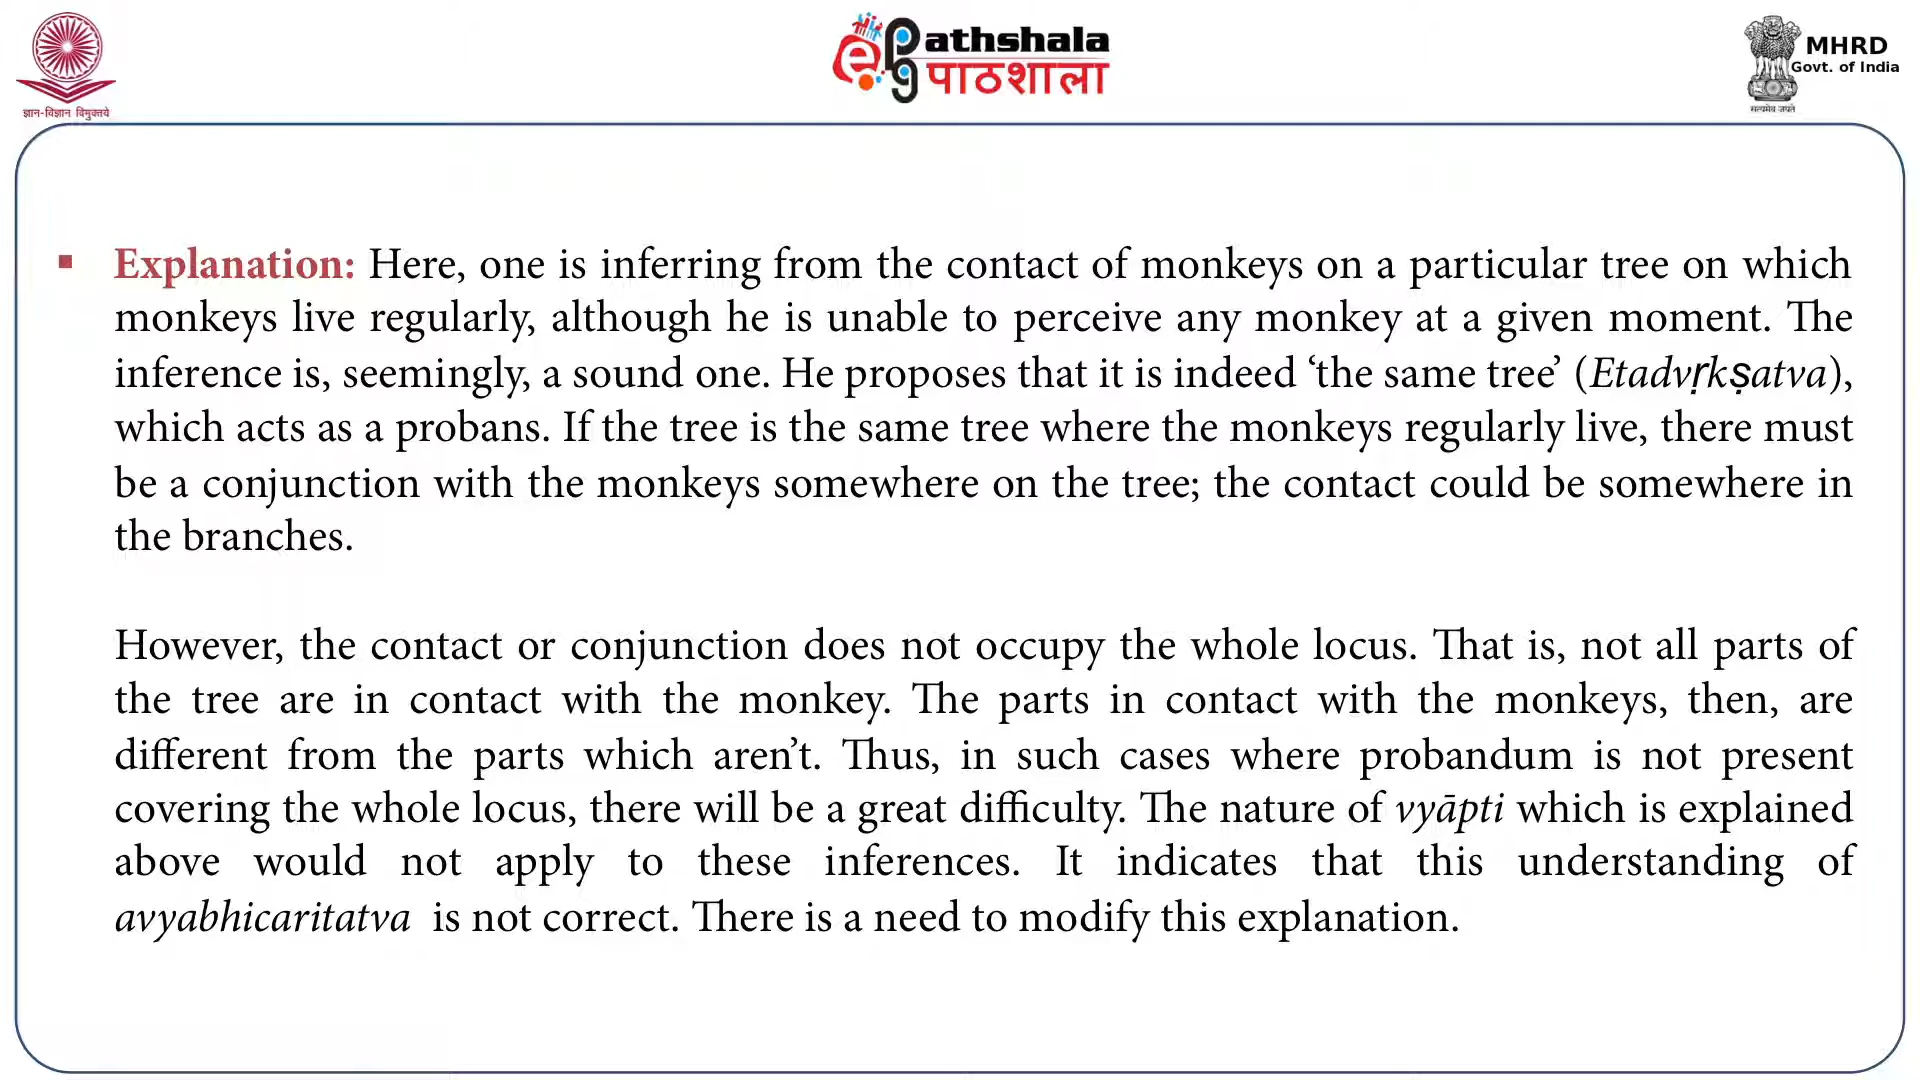 ज्ञान-विज्ञान विमुक्तये
ePathshala
पाठशाला
MHRD
Govt. of India
सत्यमेव जयते
▪ Explanation: Here, one is inferring from the contact of monkeys on a particular tree on which
monkeys live regularly, although he is unable to perceive any monkey at a given moment. The
inference is, seemingly, a sound one. He proposes that it is indeed ‘the same tree’ (Etadvṛkṣatva),
which acts as a probans. If the tree is the same tree where the monkeys regularly live, there must
be a conjunction with the monkeys somewhere on the tree; the contact could be somewhere in
the branches.
However, the contact or conjunction does not occupy the whole locus. That is, not all parts of
the tree are in contact with the monkey. The parts in contact with the monkeys, then, are
different from the parts which aren’t. Thus, in such cases where probandum is not present
covering the whole locus, there will be a great difficulty. The nature of vyāpti which is explained
above would not apply to these inferences. It indicates that this understanding of
avyabhicaritatva is not correct. There is a need to modify this explanation.